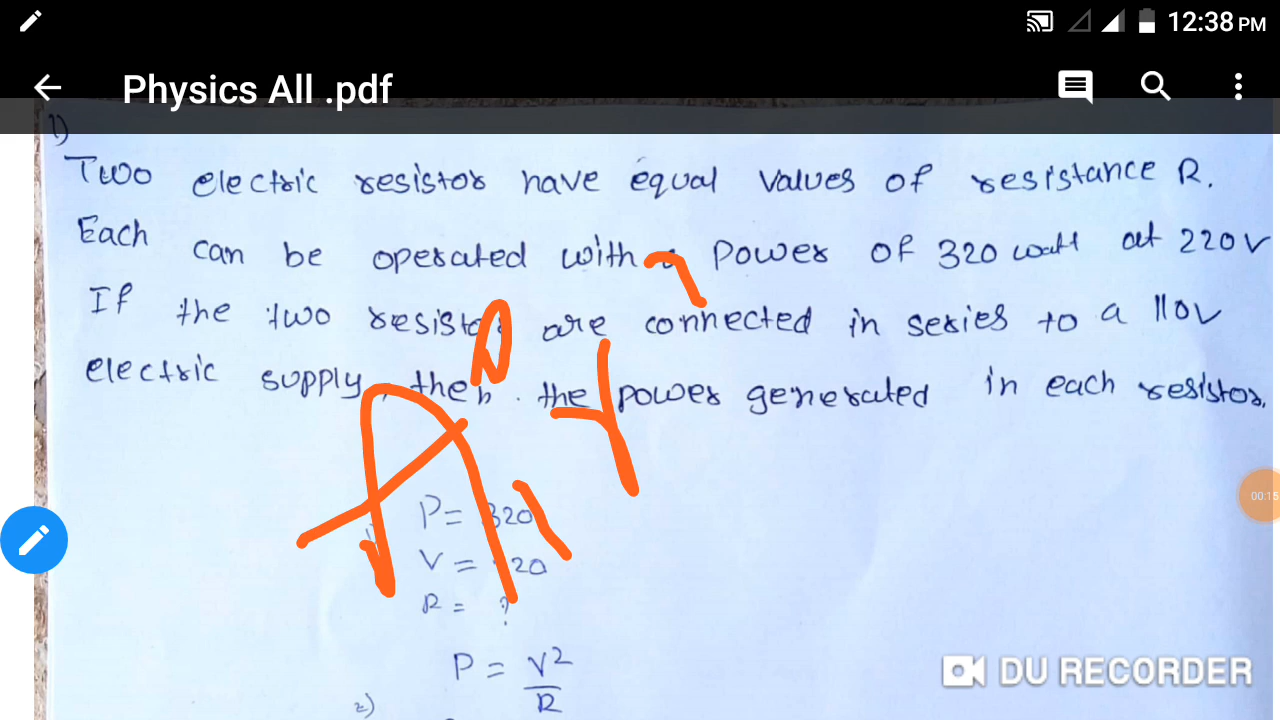 12:38 PM
Physics All .pdf
1)
Two electric resistor have equal values of resistance R.
Each can be operated with a power of 320 watt at 220V
If the two resistor are connected in series to a 110V
electric supply, then the power generated in each resistor.
P = 320
V = 220
R = ?
P = V²/R
2)
00:15
DU RECORDER